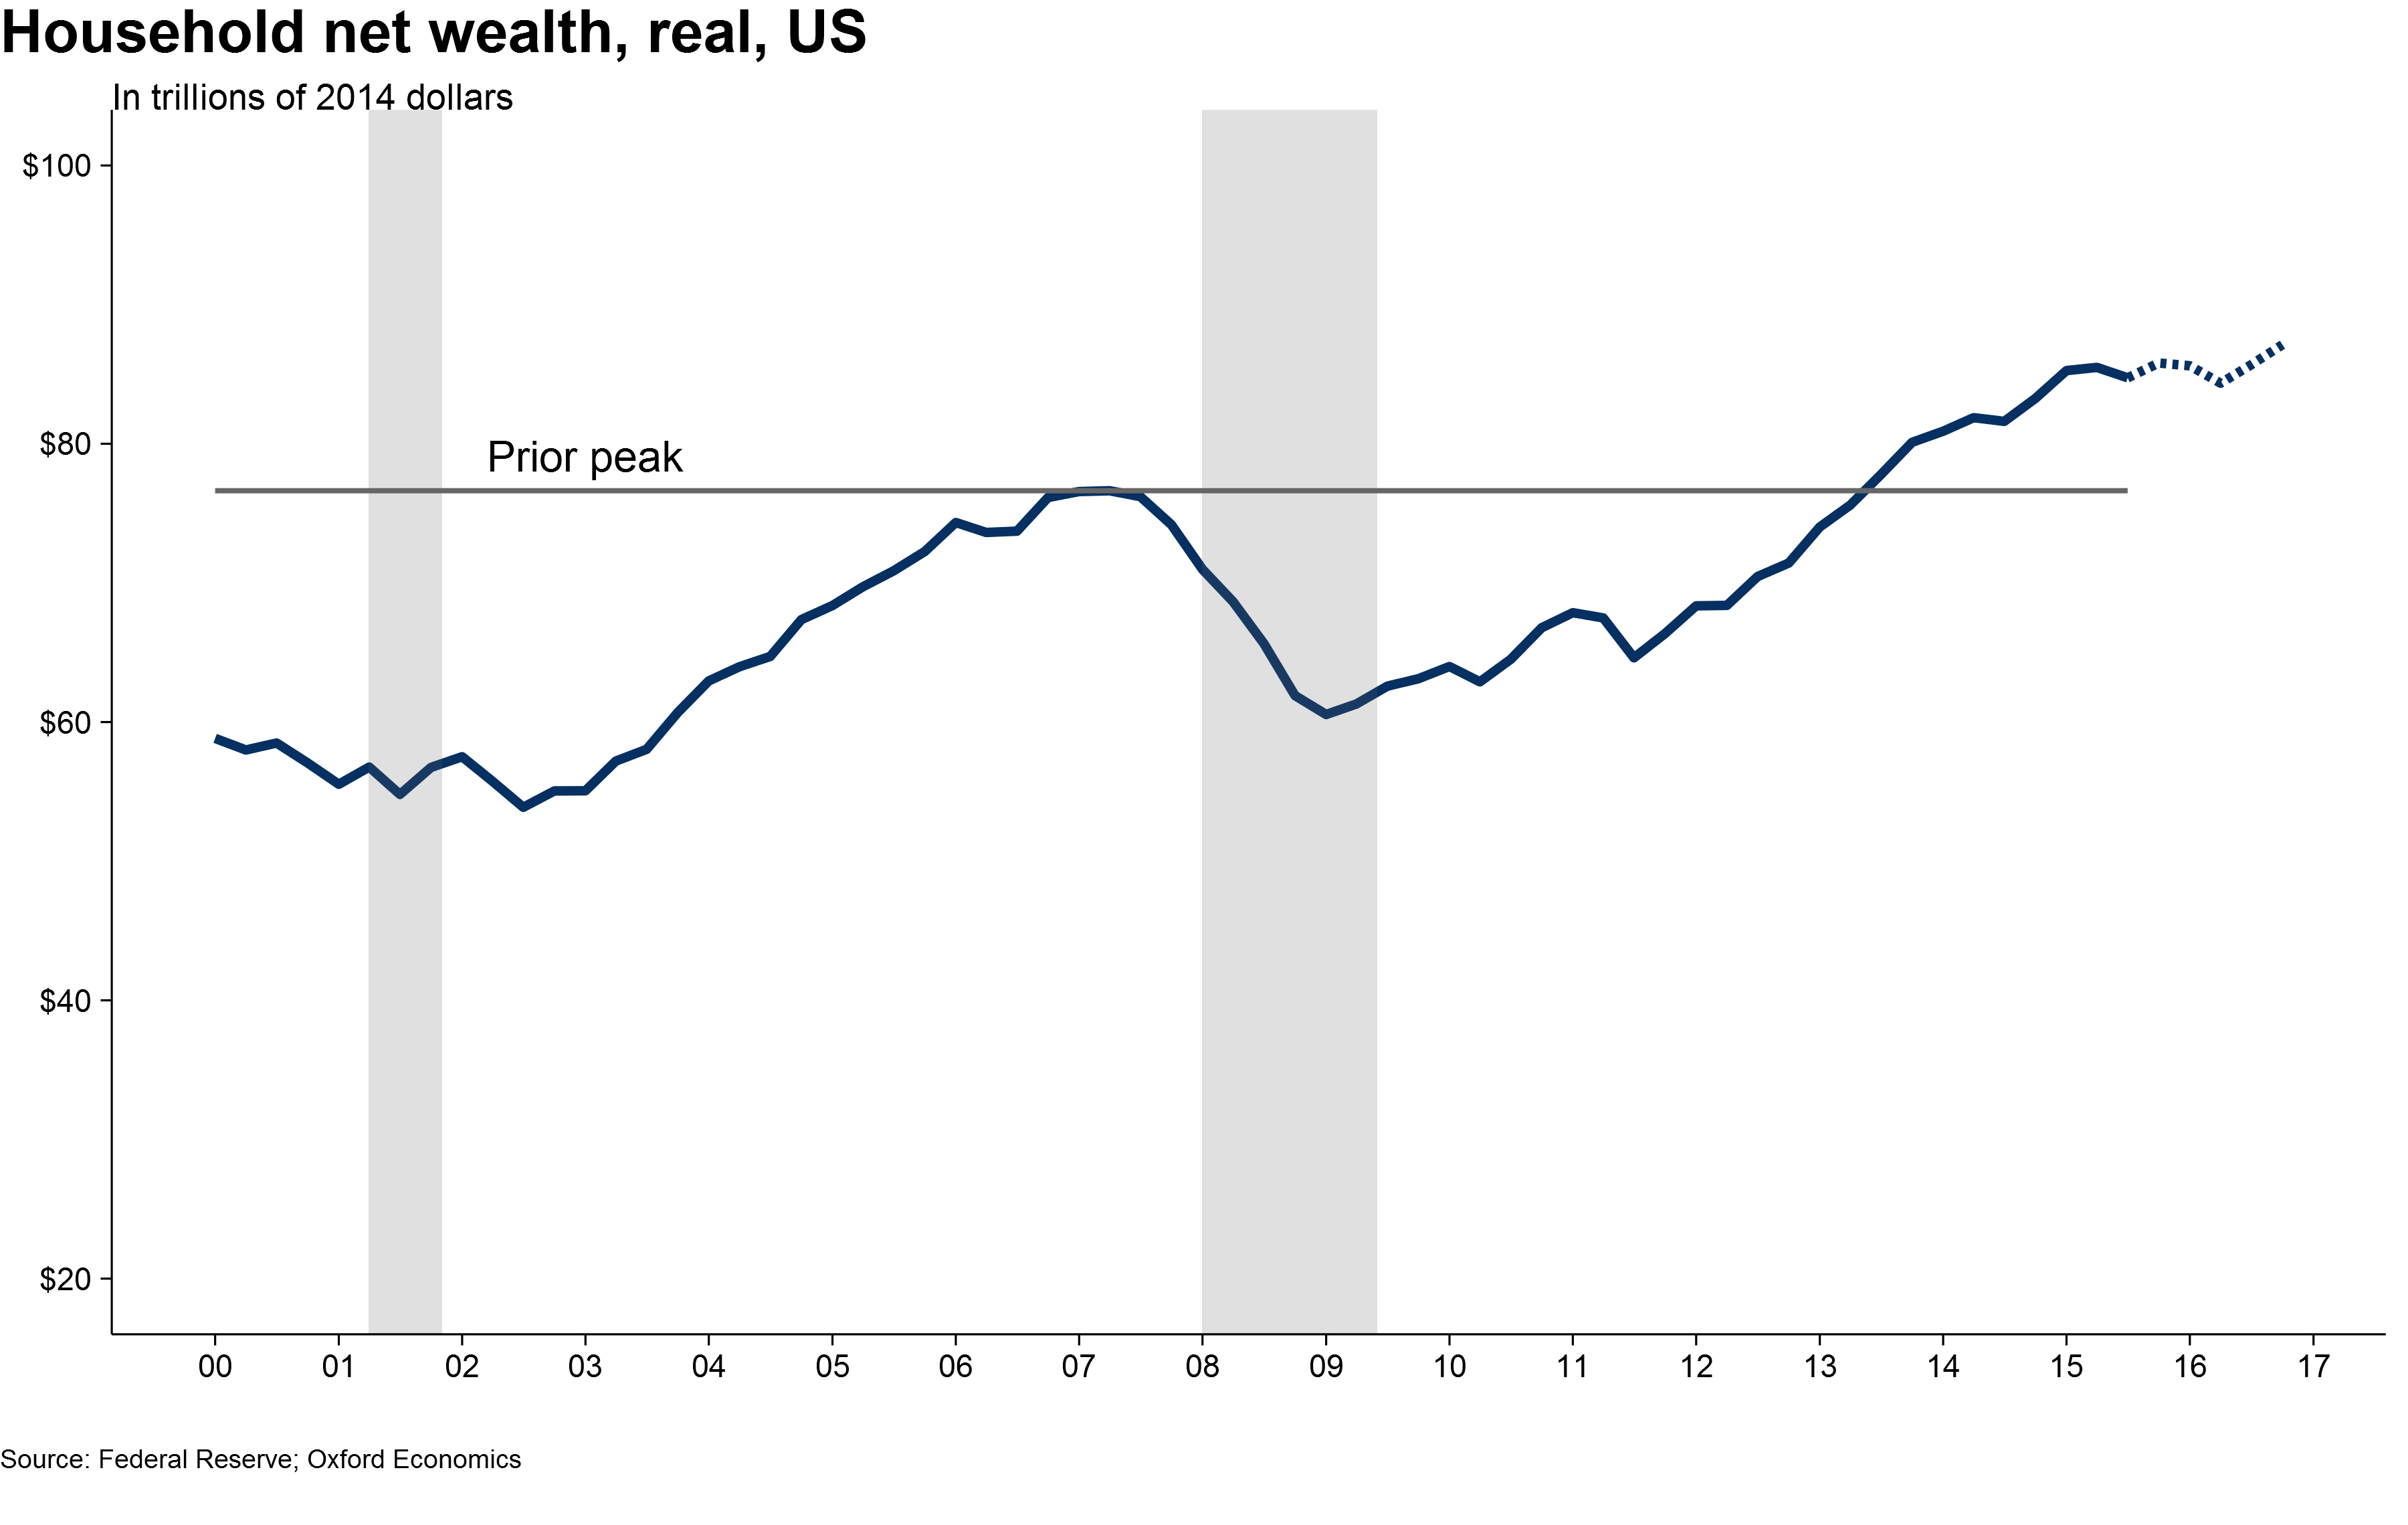 Household net wealth, real, US
In trillions of 2014 dollars
$100
$80
Prior peak
$60
$40
$20
00 01 02 03 04 05 06 07 08 09 10 11 12 13 14 15 16 17
Source: Federal Reserve; Oxford Economics